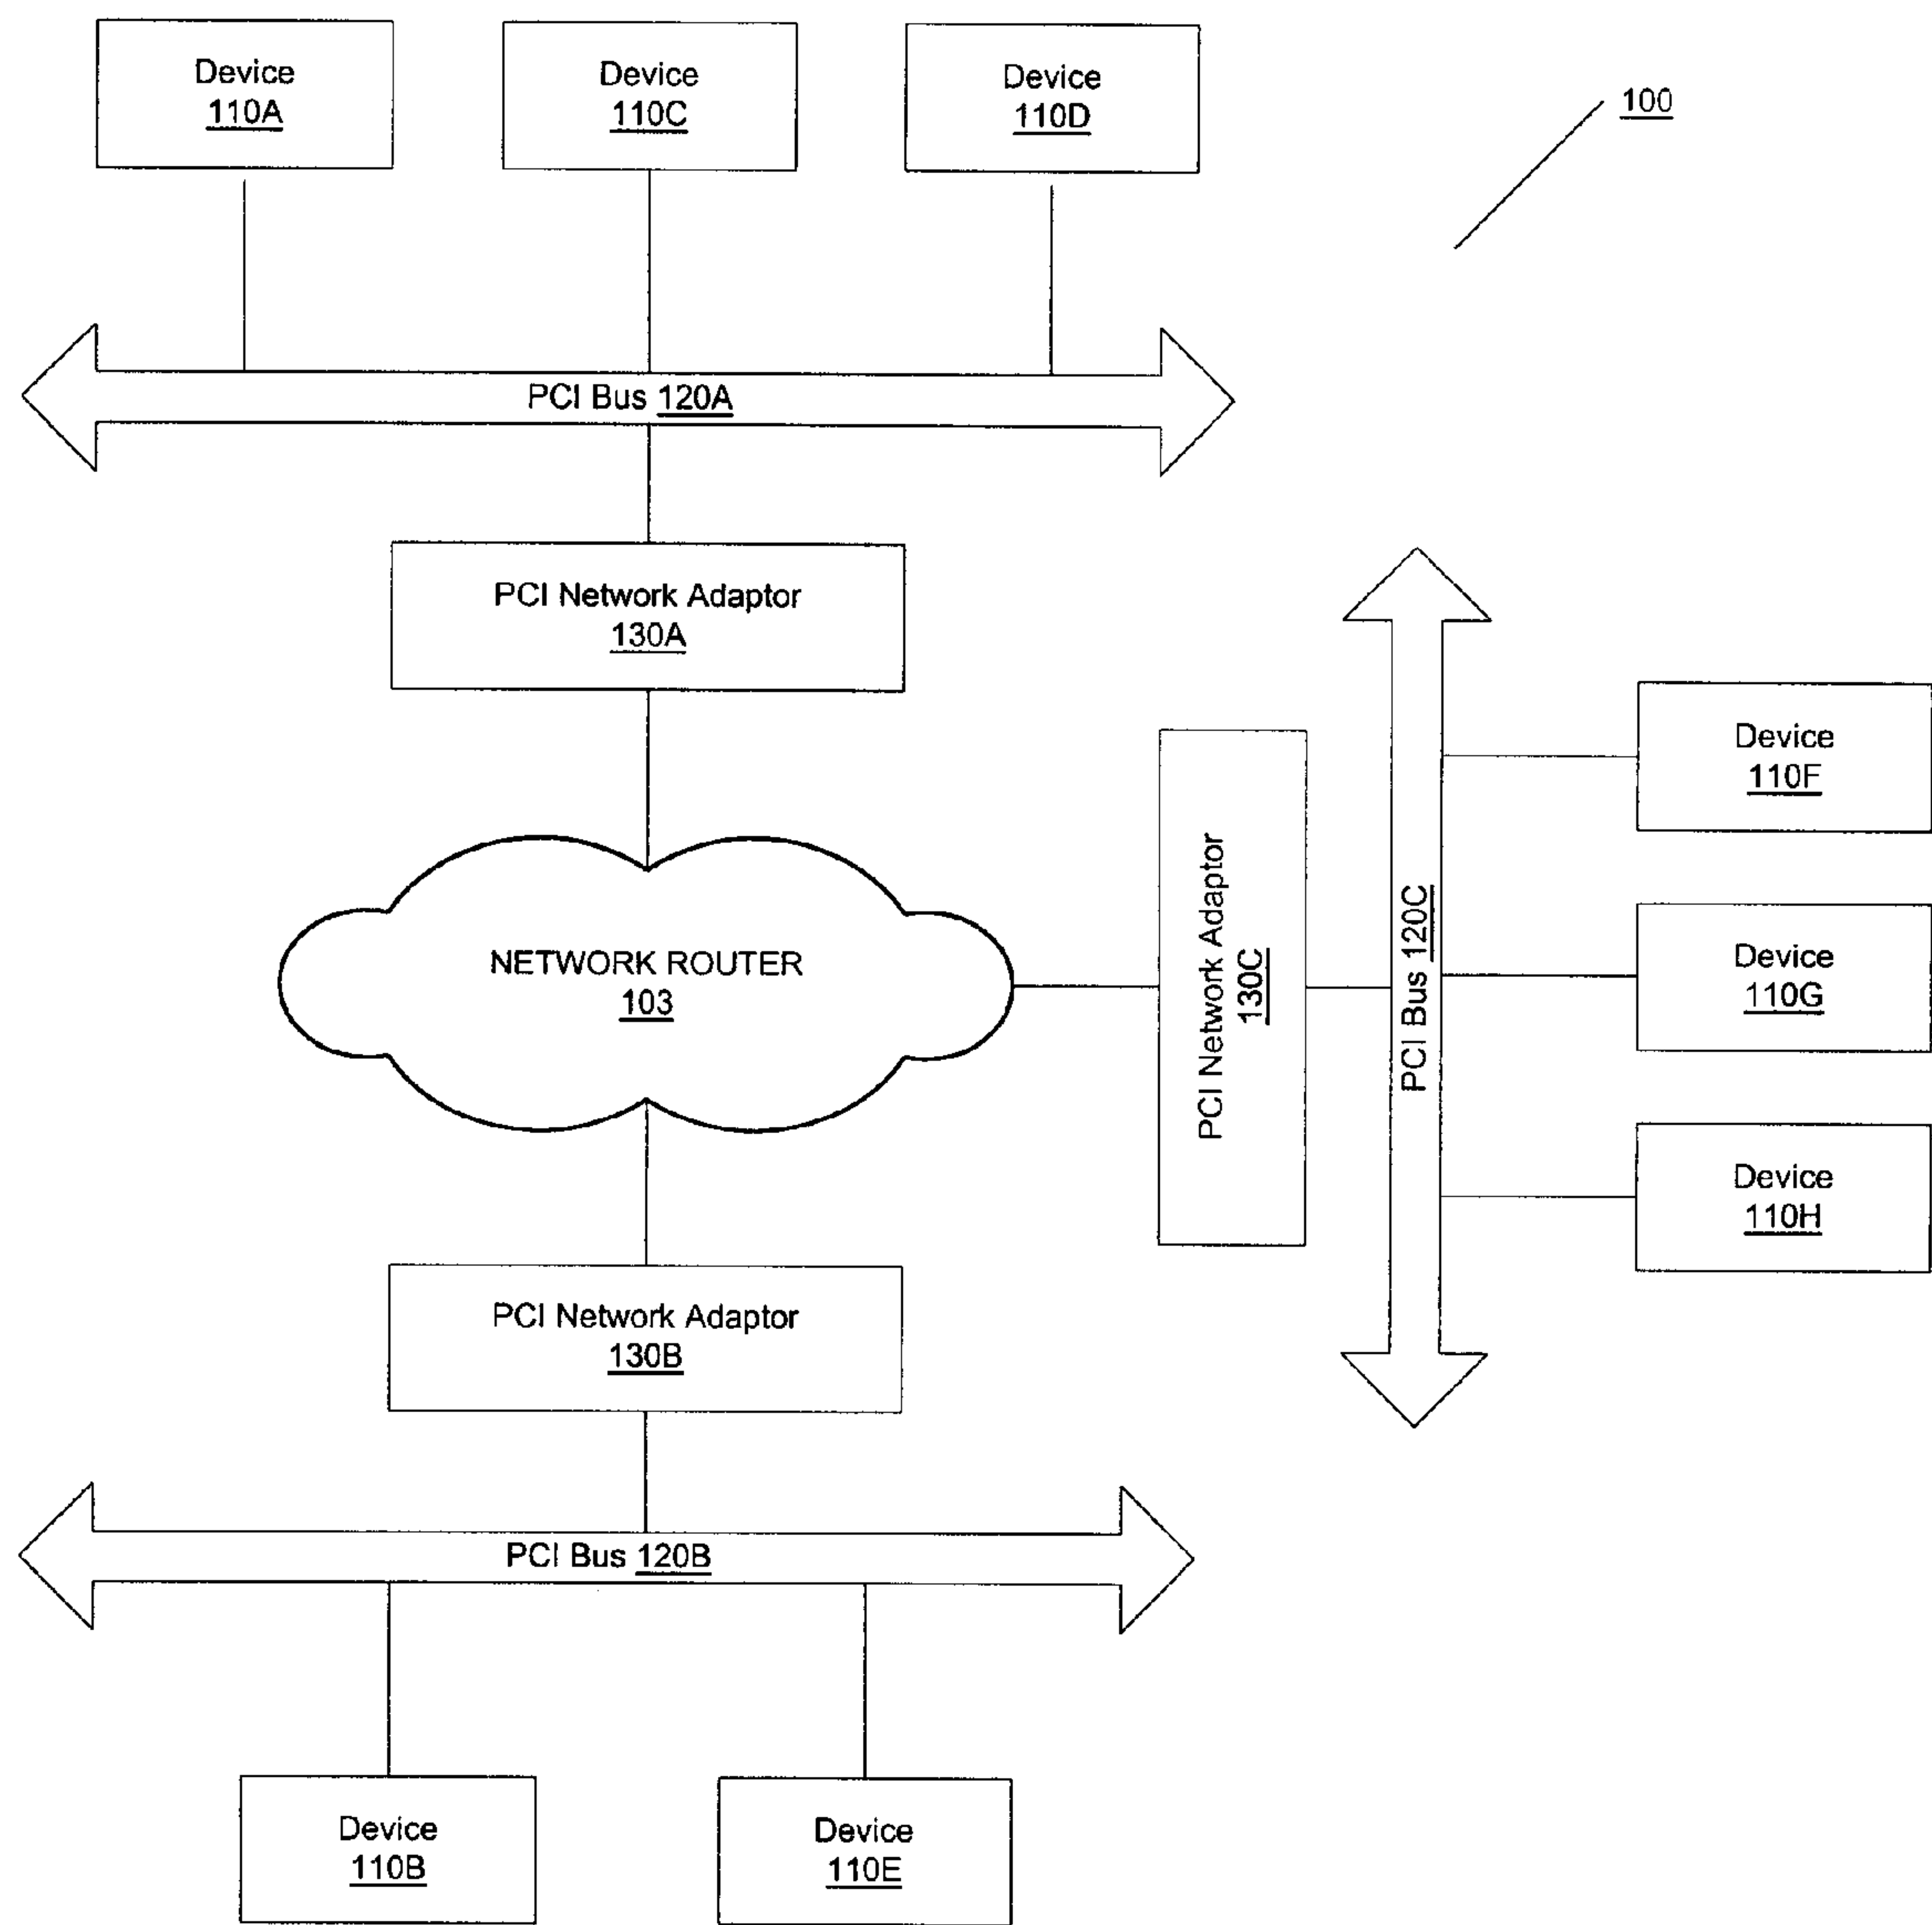 Device
110A
Device
110C
Device
110D
100
PCI Bus 120A
PCI Network Adaptor
130A
NETWORK ROUTER
103
PCI Network Adaptor
130C
PCI Bus 120C
Device
110F
Device
110G
Device
110H
PCI Network Adaptor
130B
PCI Bus 120B
Device
110B
Device
110E